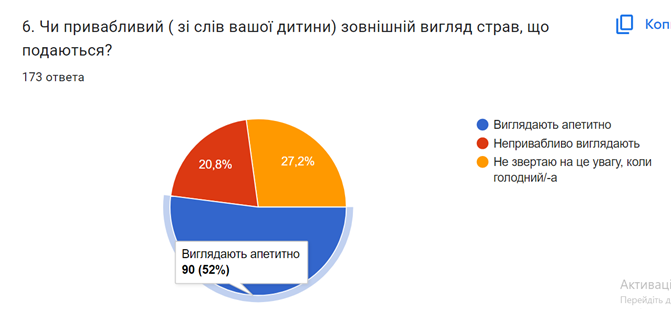 6. Чи привабливий ( зі слів вашої дитини) зовнішній вигляд страв, що
подаються?
173 ответа
Виглядають апетитно
Непривабливо виглядають
Не звертаю на це увагу, коли
голодний/-а
20,8%
27,2%
Виглядають апетитно
90 (52%)
Перейдіть